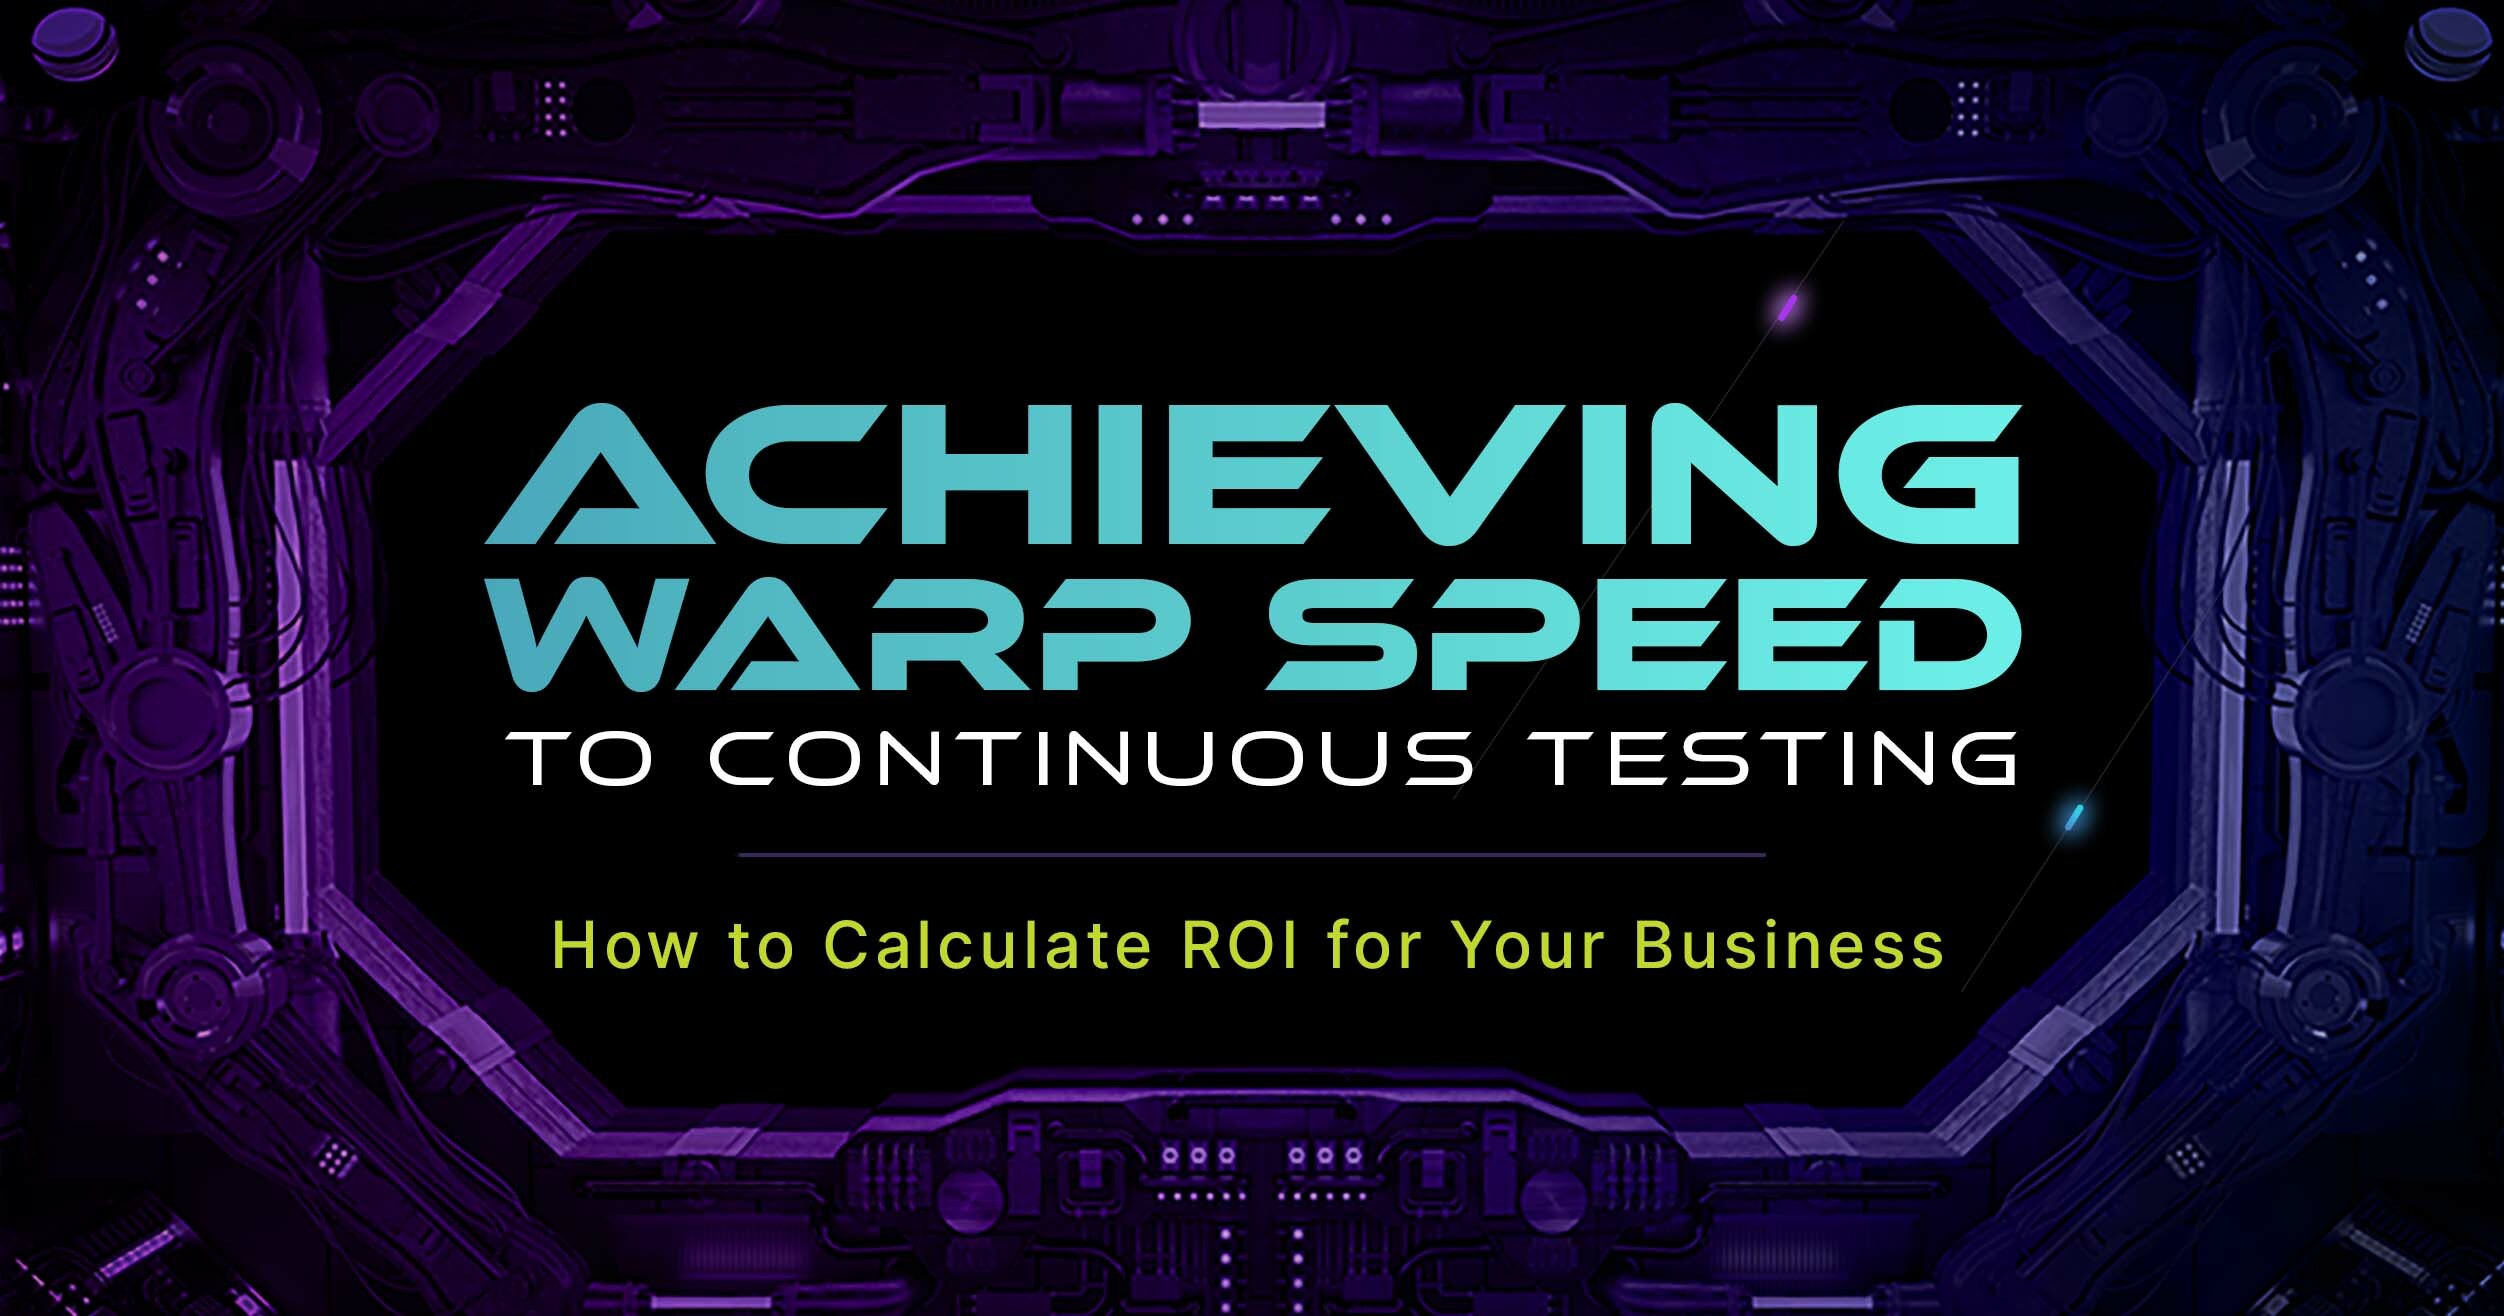 ACHIEVING
WARP SPEED
TO CONTINUOUS TESTING
How to Calculate ROI for Your Business